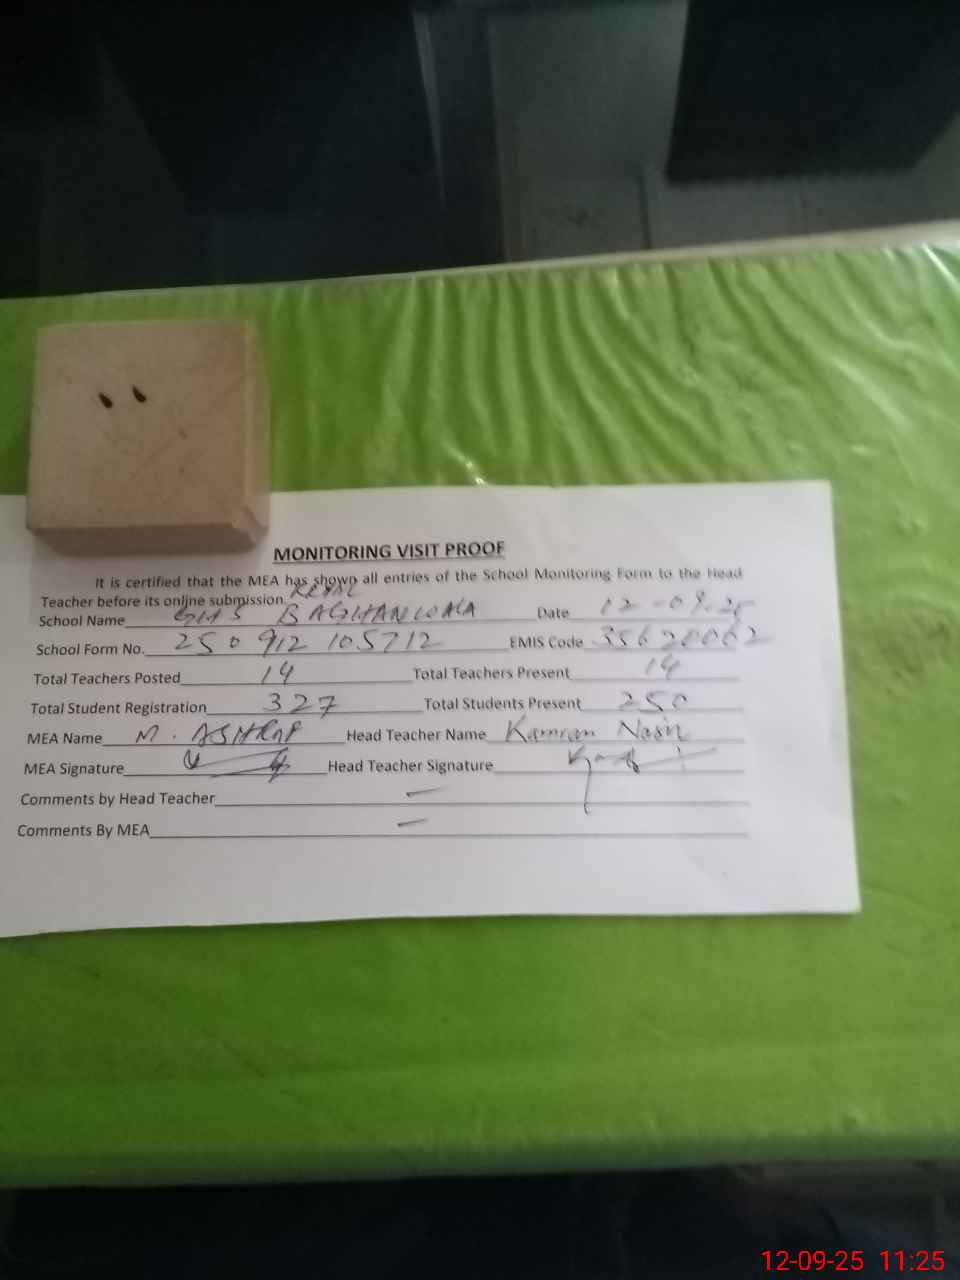 MONITORING VISIT PROOF
It is certified that the MEA has shown all entries of the School Monitoring Form to the Head
Teacher before its online submission.
School Name GHS BAGHANWALA Date 12-09-25
School Form No. 250912105712 EMIS Code 35620062
Total Teachers Posted 14 Total Teachers Present 14
Total Student Registration 327 Total Students Present 250
MEA Name M. ASHRAF Head Teacher Name Kamran Nasir
MEA Signature Head Teacher Signature
Comments by Head Teacher —
Comments By MEA —
12-09-25 11:25